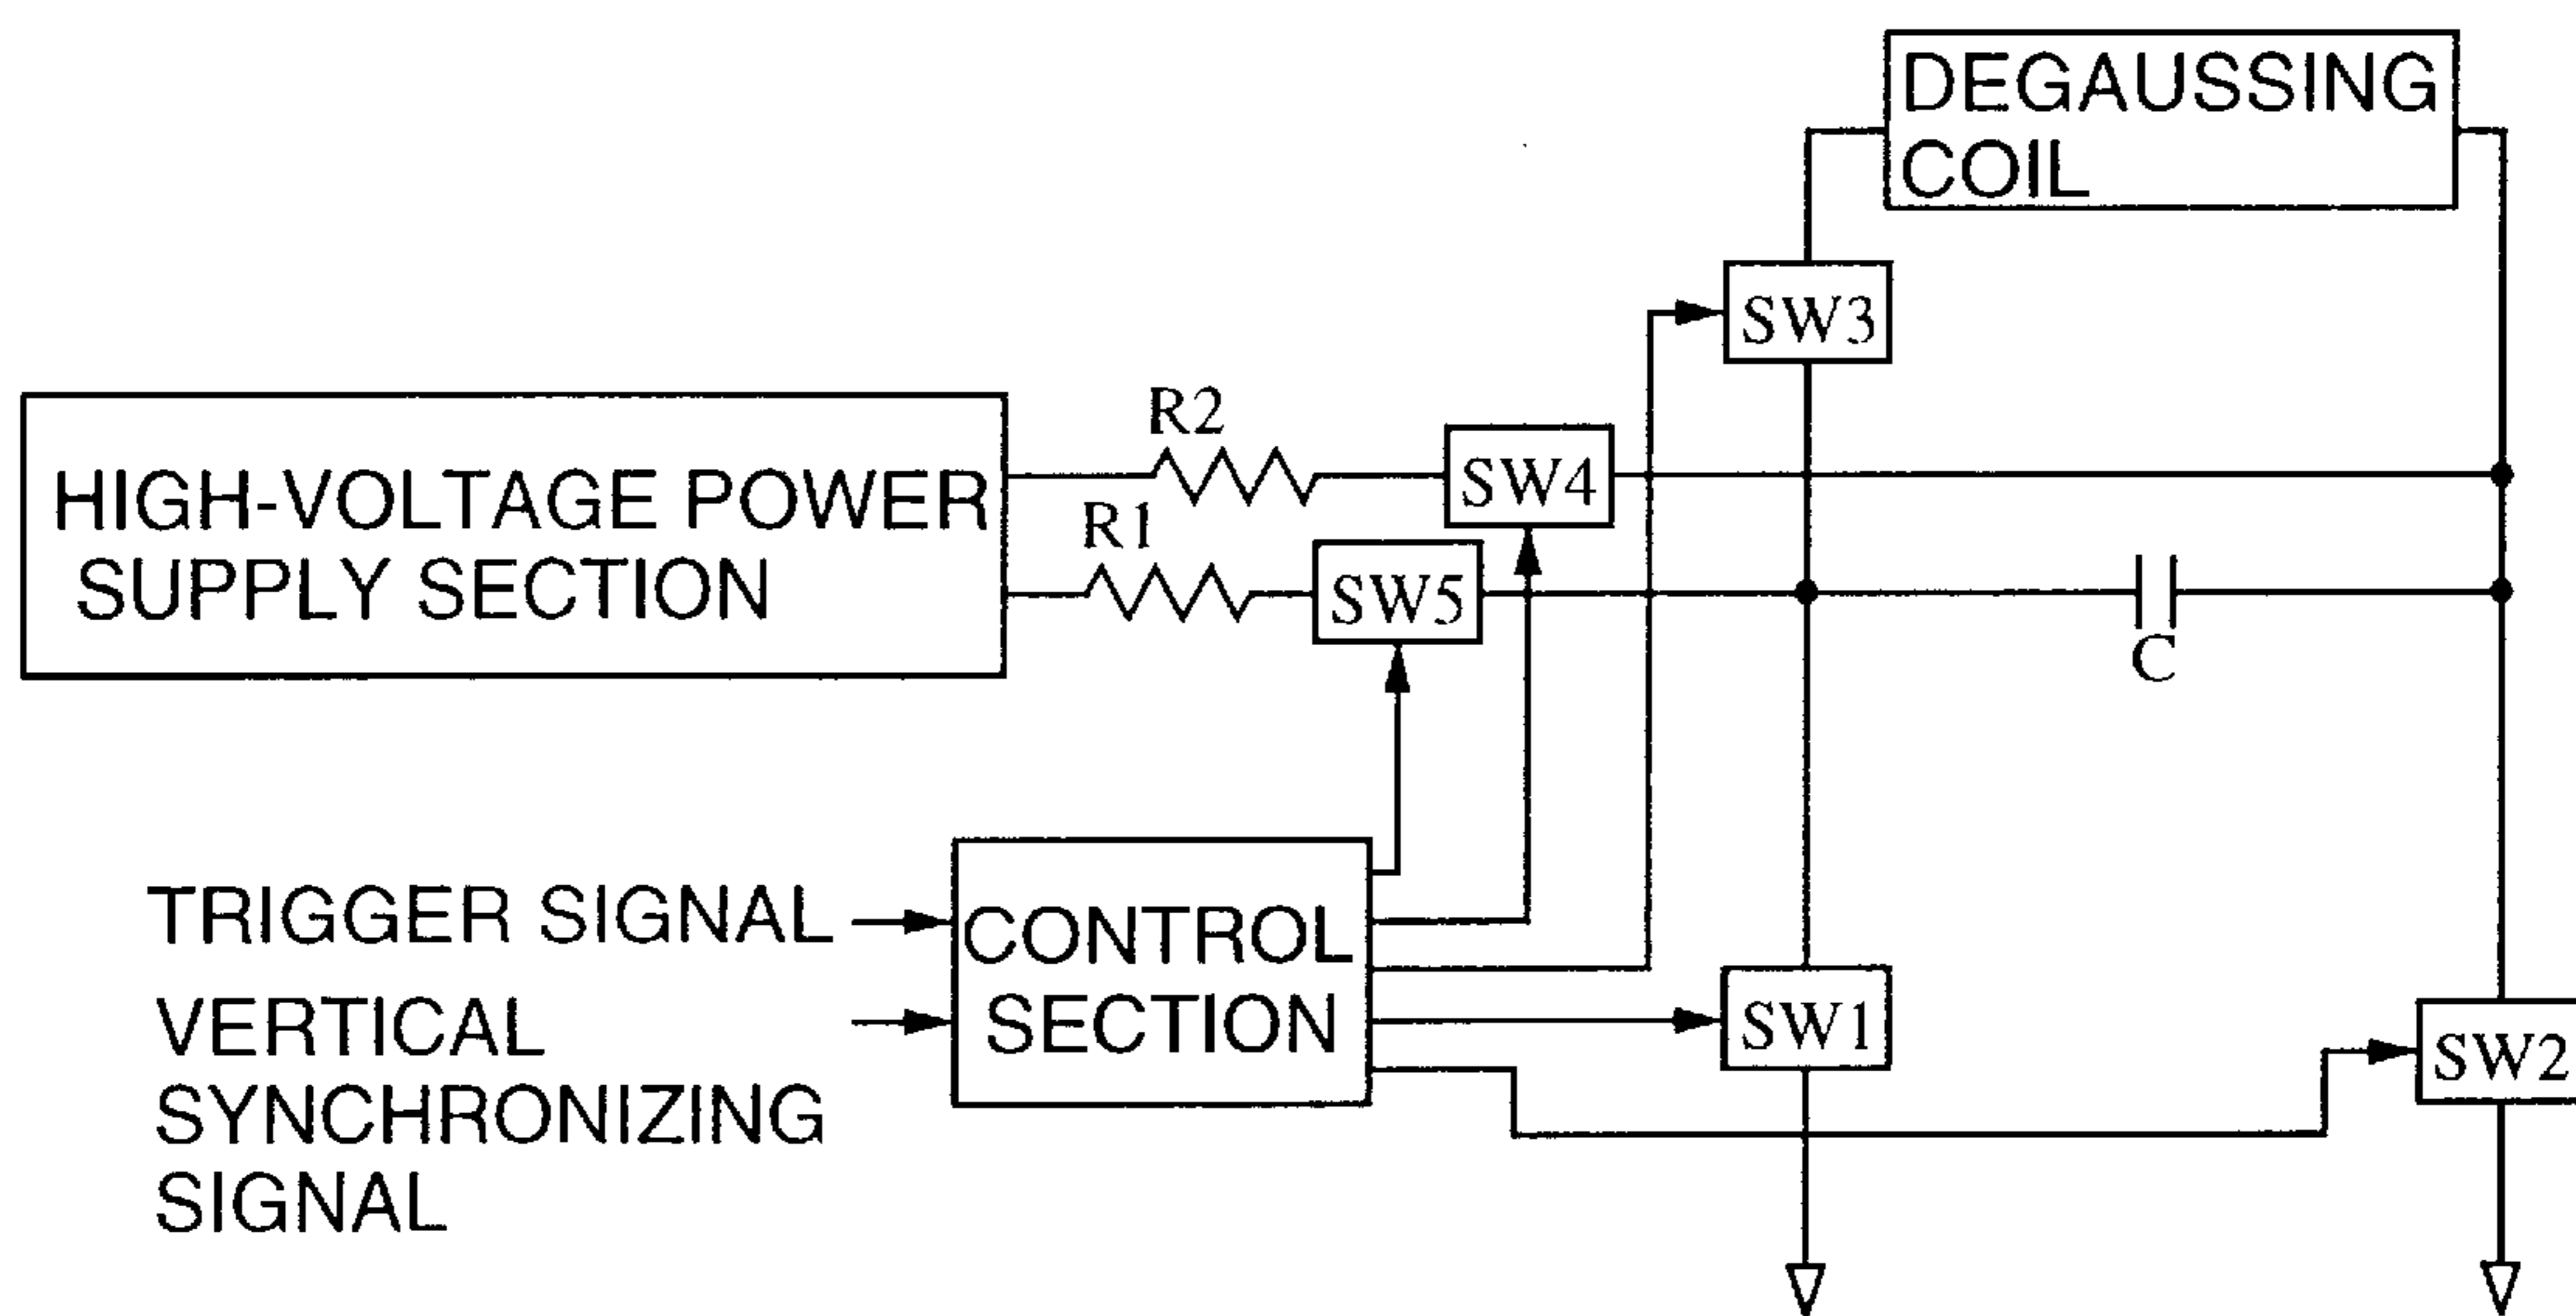 DEGAUSSING
COIL
SW3
R2
HIGH-VOLTAGE POWER
SUPPLY SECTION
SW4
R1
SW5
C
TRIGGER SIGNAL
CONTROL
SECTION
VERTICAL
SYNCHRONIZING
SIGNAL
SW1
SW2